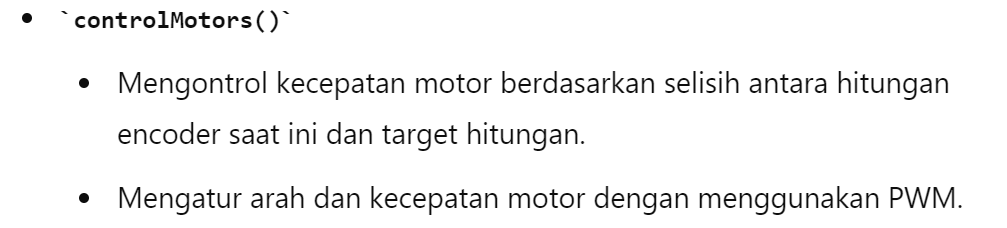 • `controlMotors()`
• Mengontrol kecepatan motor berdasarkan selisih antara hitungan
encoder saat ini dan target hitungan.
• Mengatur arah dan kecepatan motor dengan menggunakan PWM.